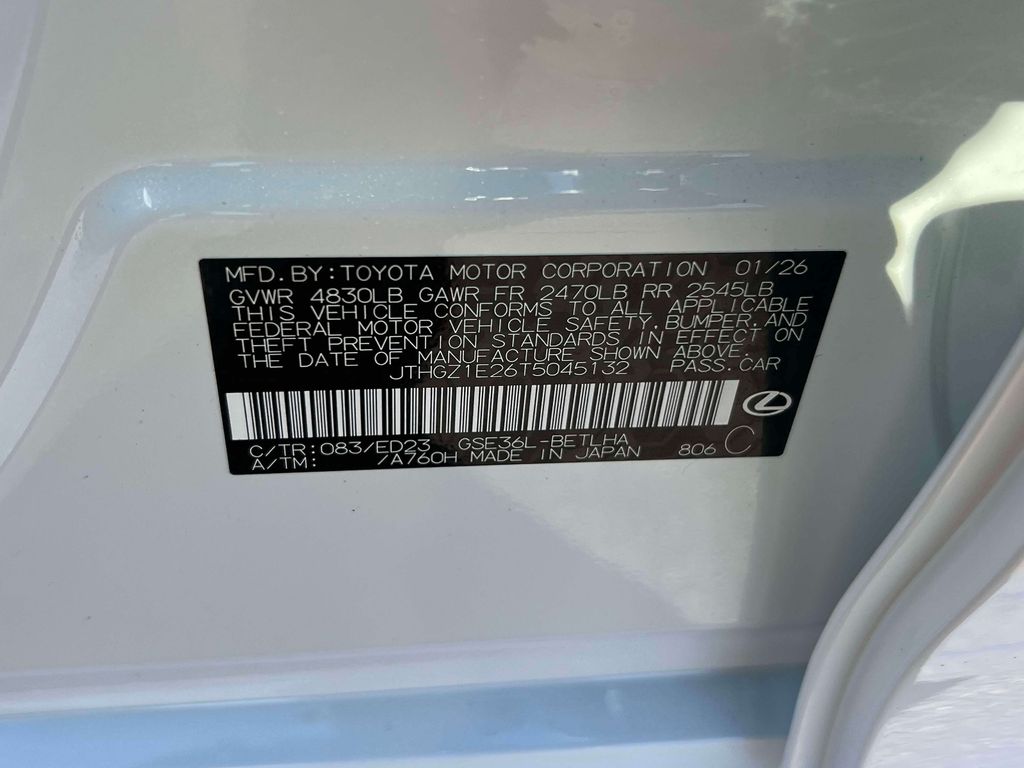 MFD. BY: TOYOTA MOTOR CORPORATION 01/26
GVWR 4830LB GAWR FR 2470LB RR 2545LB
THIS VEHICLE CONFORMS TO ALL APPLICABLE
FEDERAL MOTOR VEHICLE SAFETY, BUMPER, AND
THEFT PREVENTION STANDARDS IN EFFECT ON
THE DATE OF MANUFACTURE SHOWN ABOVE.
JTHGZ1E26T5045132 PASS. CAR
C/TR: 083/ED23 GSE36L-BETLHA
A/TM: /A760H MADE IN JAPAN 806 C